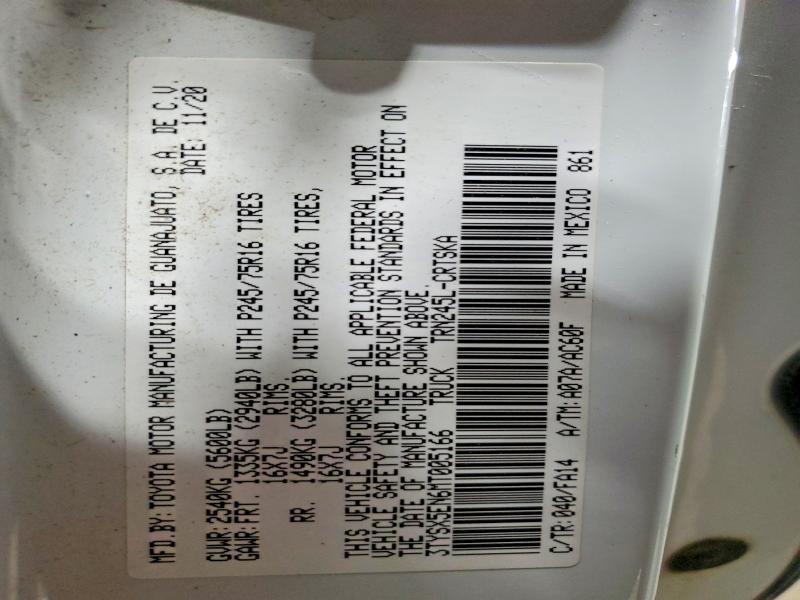 MFD.BY:TOYOTA MOTOR MANUFACTURING DE GUANAJUATO, S.A. DE C.V.
DATE: 11/20
GVWR:2540KG (5600LB)
GAWR:FRT. 1335KG (2940LB) WITH P245/75R16 TIRES
16X7J RIMS,
RR. 1490KG (3280LB) WITH P245/75R16 TIRES,
16X7J RIMS.
THIS VEHICLE CONFORMS TO ALL APPLICABLE FEDERAL MOTOR
VEHICLE SAFETY AND THEFT PREVENTION STANDARDS IN EFFECT ON
THE DATE OF MANUFACTURE SHOWN ABOVE.
3TYSX5EN6MT005166 TRUCK TRN245L-CRTSKA
C/TR:040/FA14 A/TM:A07A/AC60F MADE IN MEXICO 861